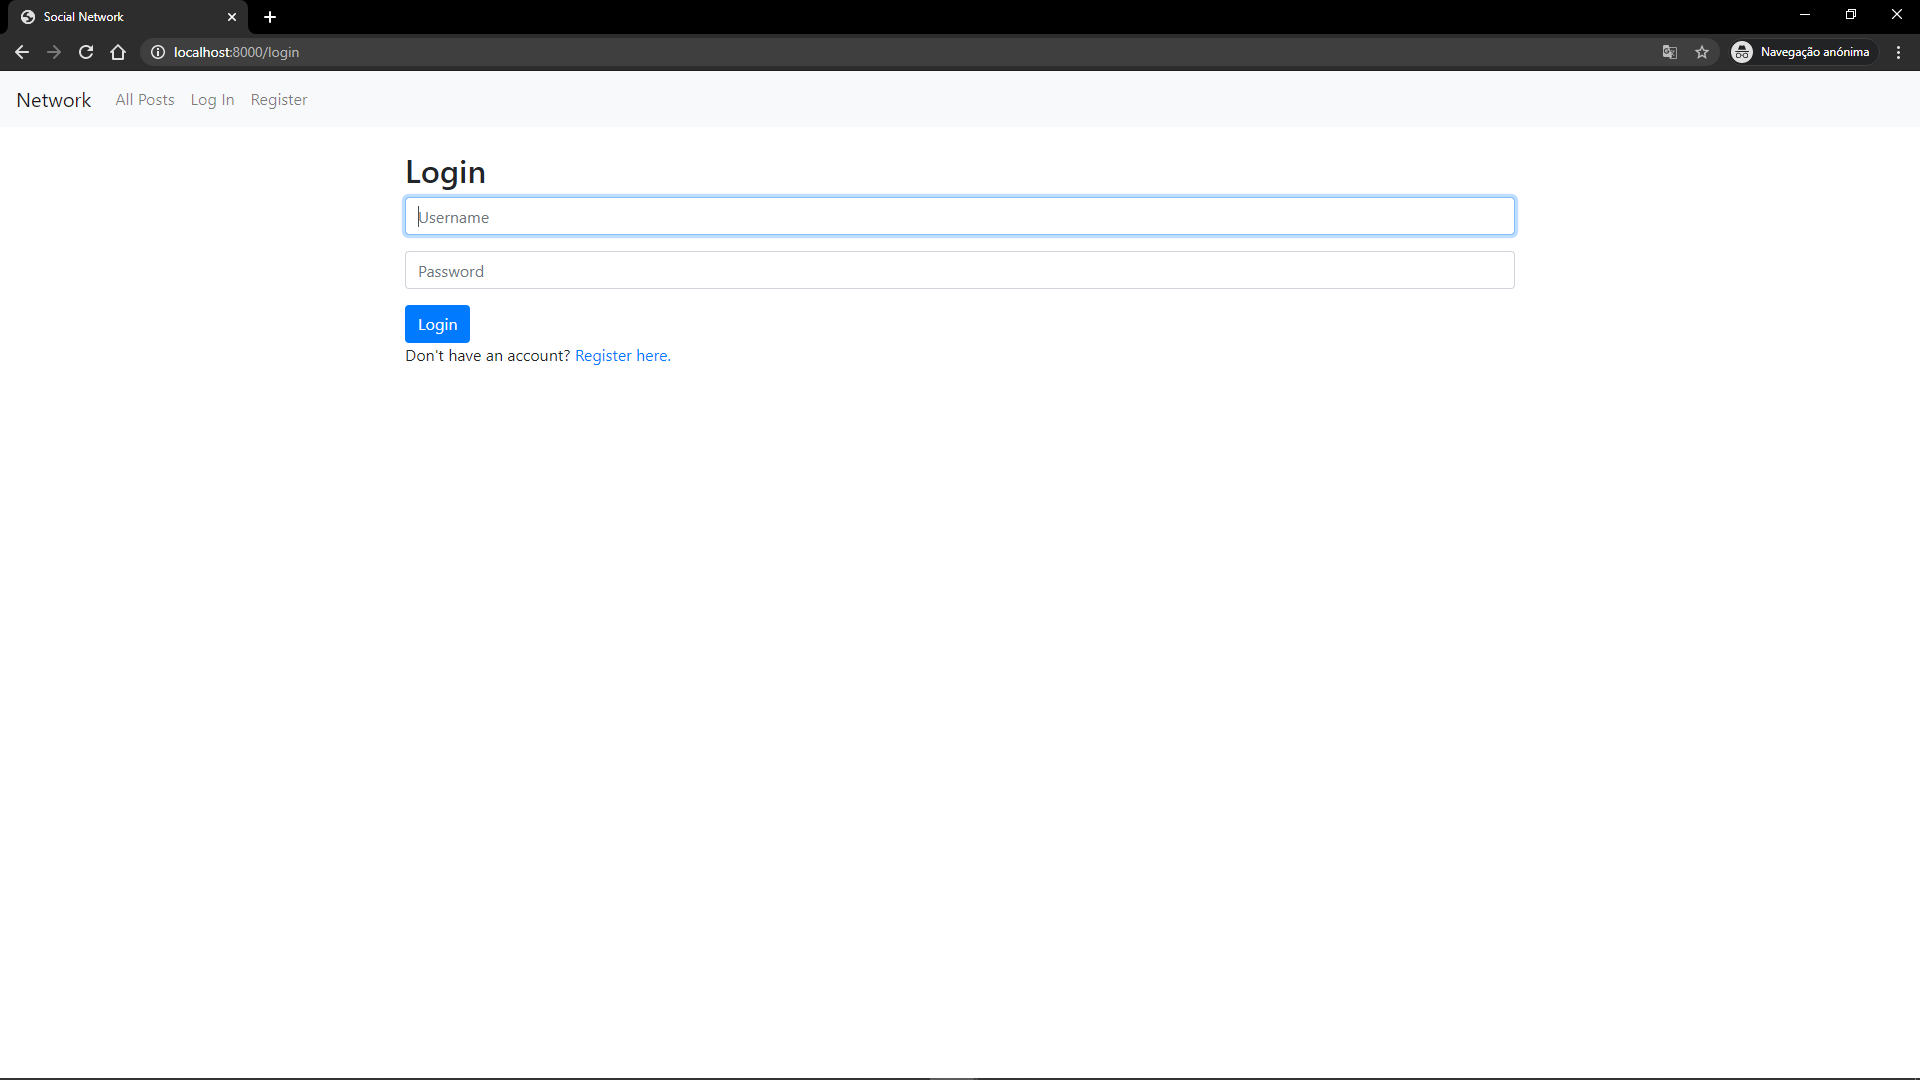 Social Network
localhost:8000/login
Navegação anónima
Network All Posts Log In Register
Login
Username
Password
Login
Don't have an account? Register here.